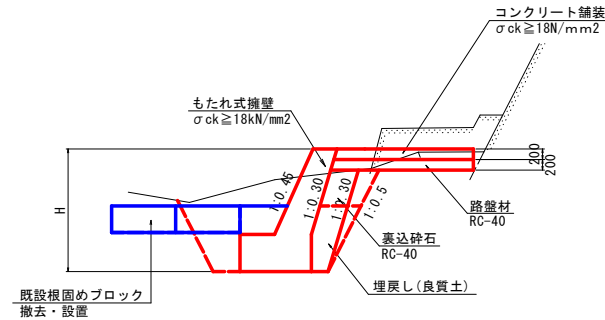 コンクリート舗装
σck≧18N/mm2
もたれ式擁壁
σck≧18kN/mm2
200
200
H
1:0.45
1:0.30
1:0.30
1:0.5
路盤材
RC-40
裏込砕石
RC-40
埋戻し(良質土)
既設根固めブロック
撤去・設置